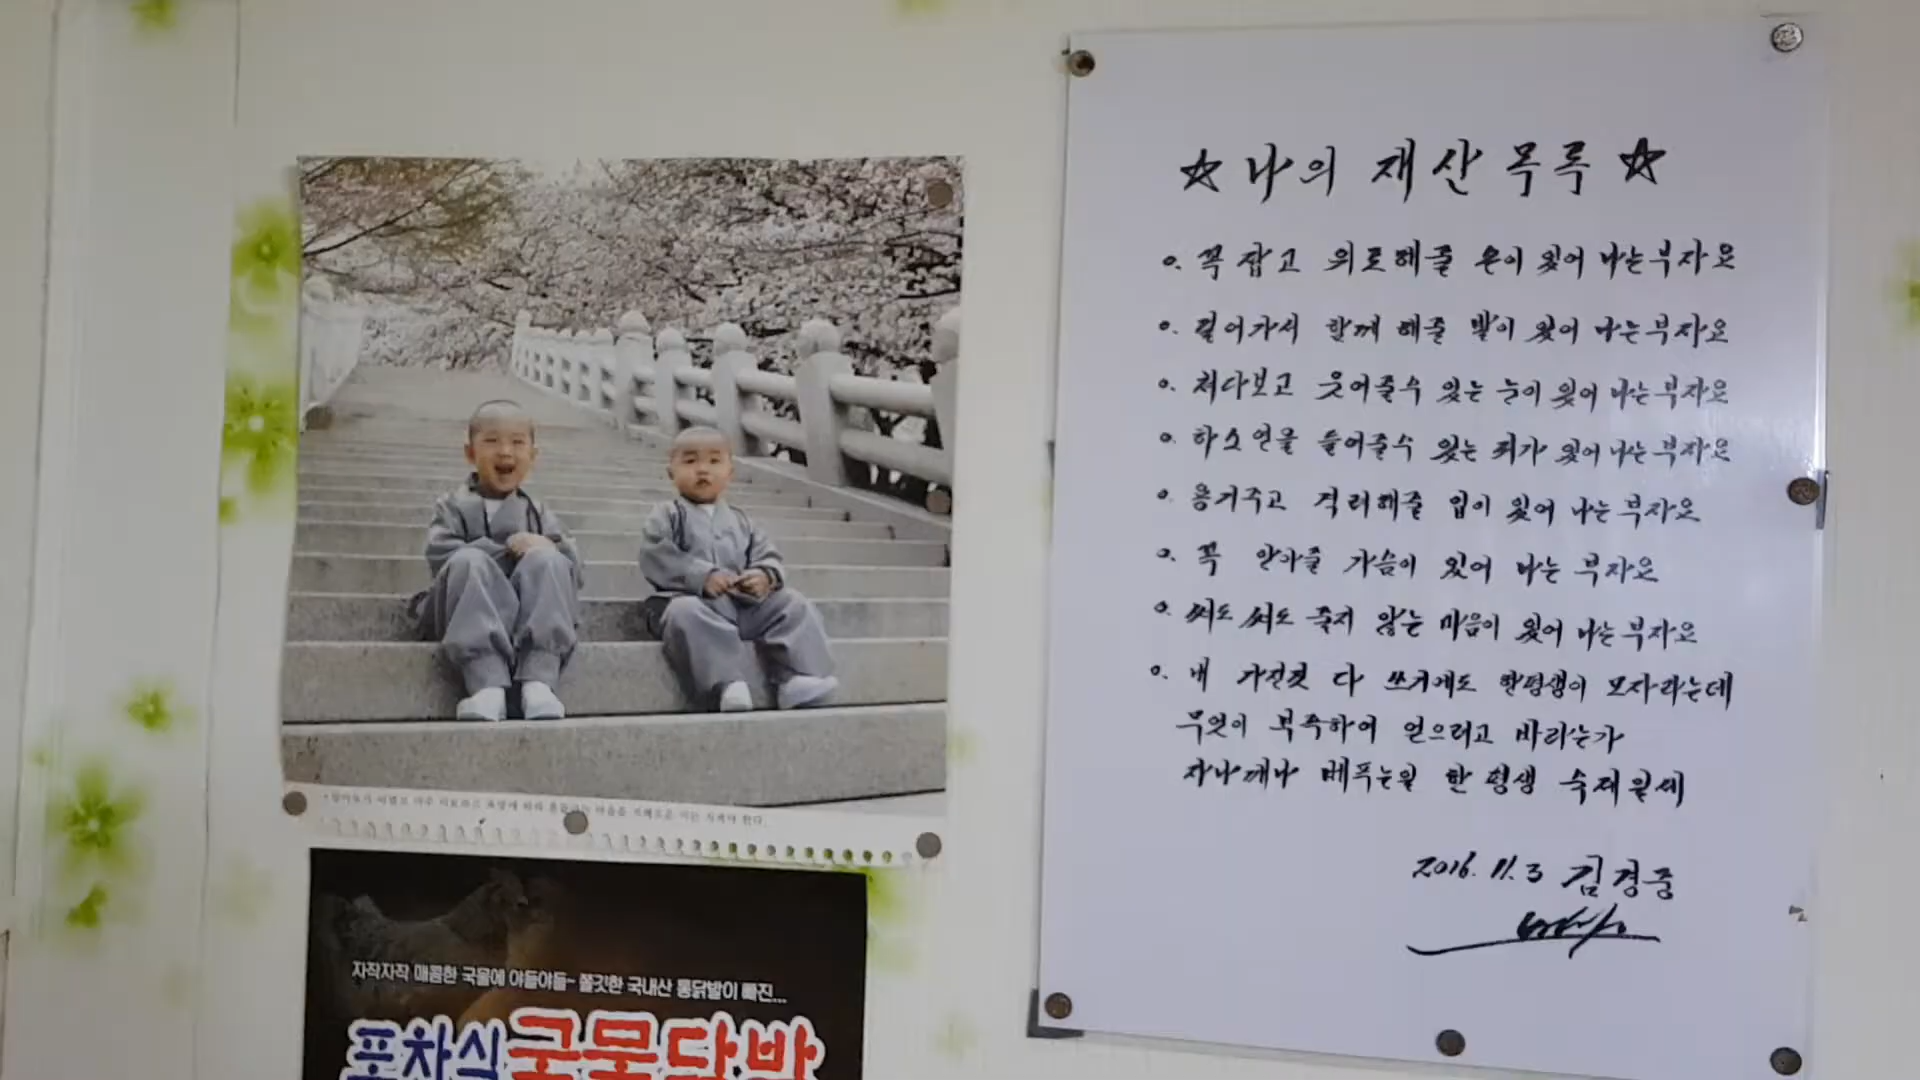 ☆ 나의 재산 목록 ☆
o. 꼭 잡고 위로해줄 손이 있어 나는 부자요
o. 걸어가서 함께 해줄 발이 있어 나는 부자요
o. 쳐다보고 웃어줄수 있는 눈이 있어 나는 부자요
o. 하소연을 들어줄수 있는 귀가 있어 나는 부자요
o. 용기주고 격려해줄 입이 있어 나는 부자요
o. 꼭 안아줄 가슴이 있어 나는 부자요
o. 써도 써도 줄지 않는 마음이 있어 나는 부자요
o. 내 가진것 다 쓰기에도 한평생이 모자라는데
무엇이 부족하여 얻으려고 바라는가
자나깨나 베푸는일 한 평생 숙제일세
2016. 11. 3 김경중
자작자작 매콤한 국물에 야들야들~ 쫄깃한 국내산 통닭발이 빠진...
포차식 국물닭발